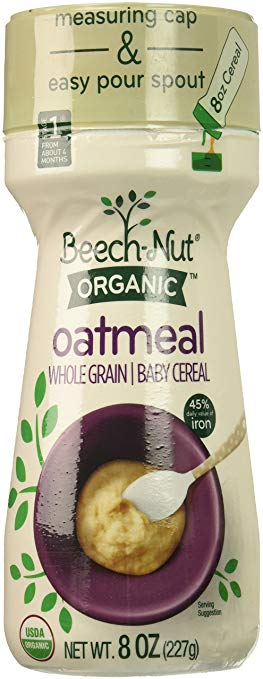 measuring cap
&
easy pour spout
8oz Cereal
1
FROM ABOUT 4
MONTHS
Beech-Nut®
ORGANIC™
oatmeal
WHOLE GRAIN | BABY CEREAL
45%
daily value of
iron
Serving
Suggestion
USDA
ORGANIC
NET WT. 8 OZ (227g)